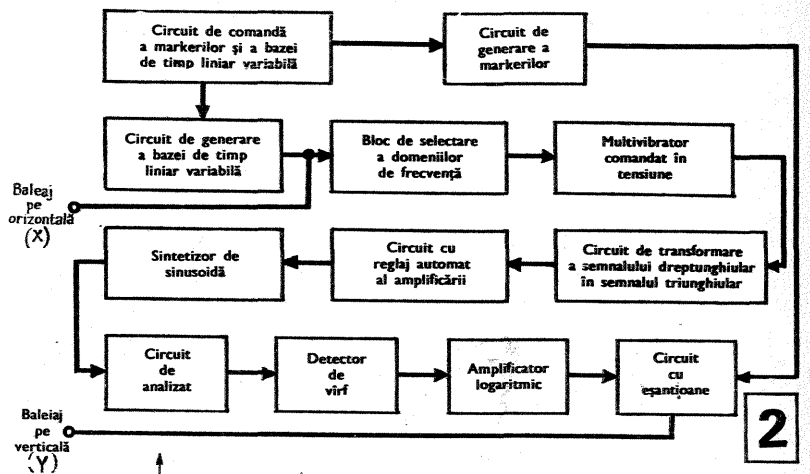 Circuit de comandă
a markerilor și a bazei
de timp liniar variabilă
Circuit de
generare a
markerilor
Circuit de generare
a bazei de timp
liniar variabilă
Bloc de selectare
a domeniilor
de frecvență
Multivibrator
comandat în
tensiune
Baleaj
pe
orizontală
(X)
Sintetizor de
sinusoidă
Circuit cu
reglaj automat
al amplificării
Circuit de transformare
a semnalului dreptunghiular
în semnalul triunghiular
Circuit
de
analizat
Detector
de
vîrf
Amplificator
logaritmic
Circuit
cu
eșantioane
Baleiaj
pe
verticală
(Y)
2